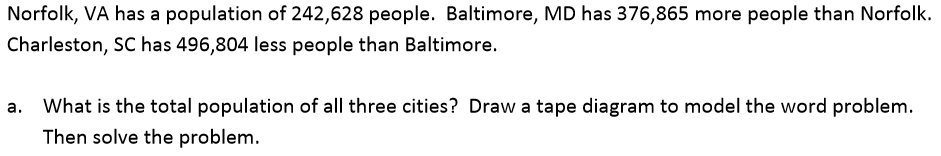 Norfolk, VA has a population of 242,628 people.  Baltimore, MD has 376,865 more people than Norfolk.
Charleston, SC has 496,804 less people than Baltimore.
a.  What is the total population of all three cities?  Draw a tape diagram to model the word problem.
Then solve the problem.